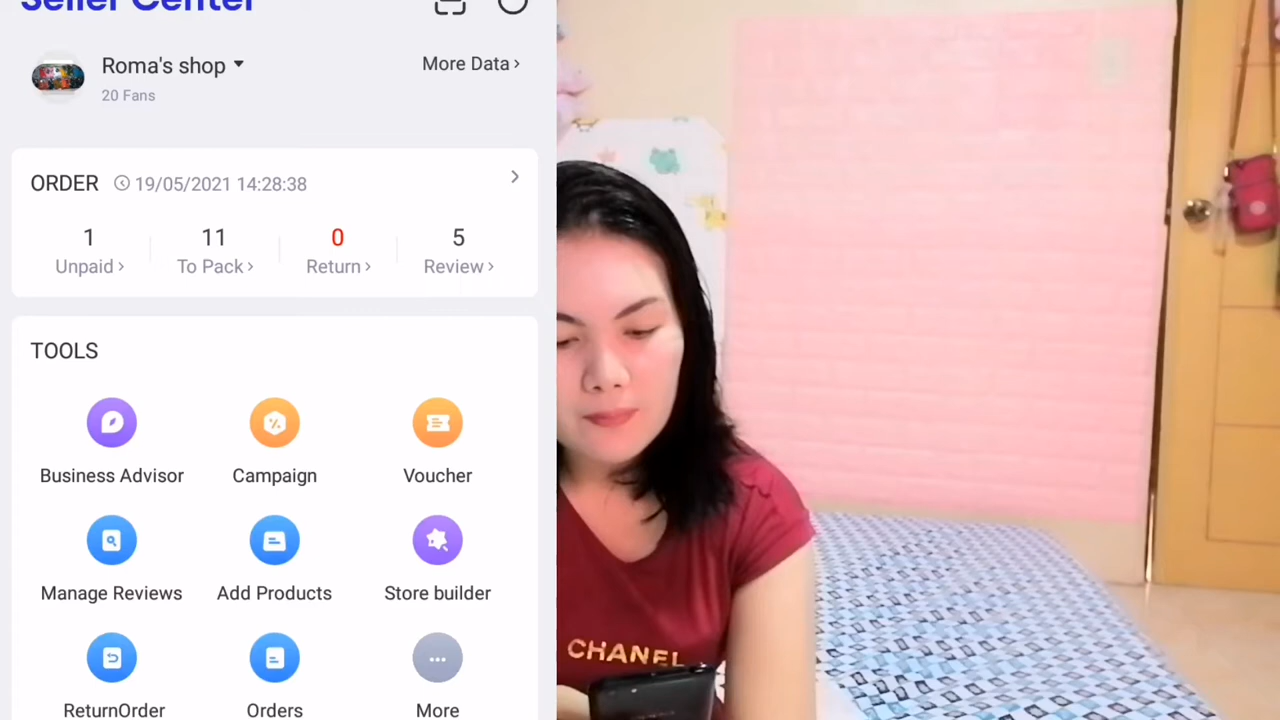 Seller Center
Roma's shop
More Data
20 Fans
ORDER 19/05/2021 14:28:38
1 11 0 5
Unpaid To Pack Return Review
TOOLS
Business Advisor Campaign Voucher
Manage Reviews Add Products Store builder
ReturnOrder Orders More
CHANEL